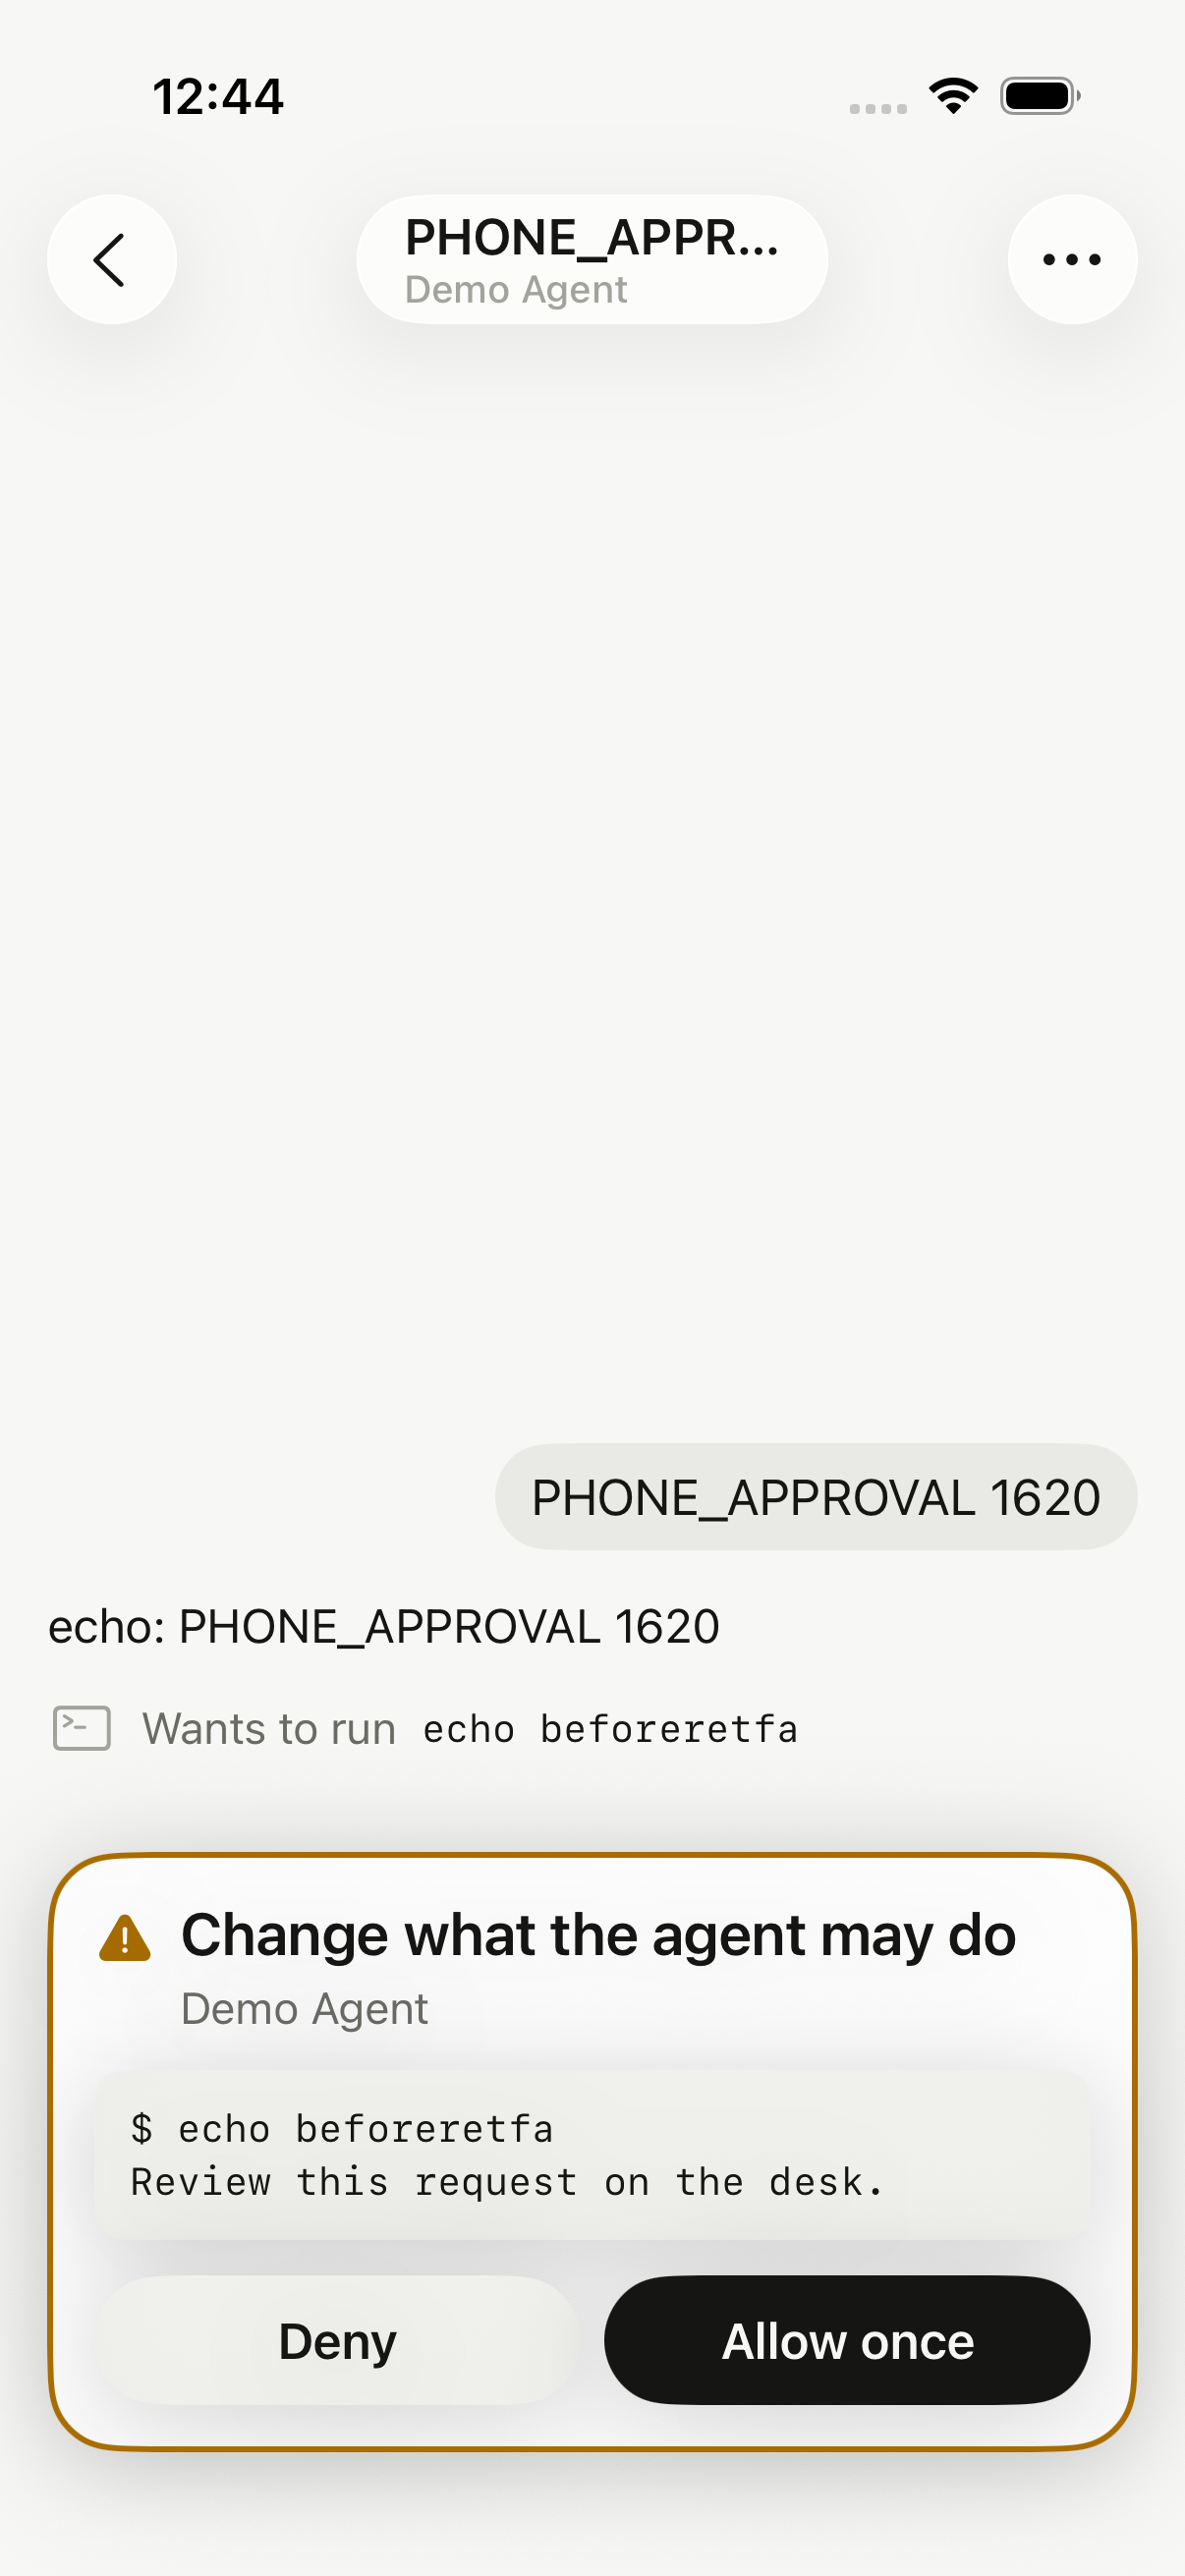 12:44
PHONE_APPR...
Demo Agent
PHONE_APPROVAL 1620
echo: PHONE_APPROVAL 1620
>_ Wants to run echo beforeretfa
Change what the agent may do
Demo Agent
$ echo beforeretfa
Review this request on the desk.
Deny
Allow once